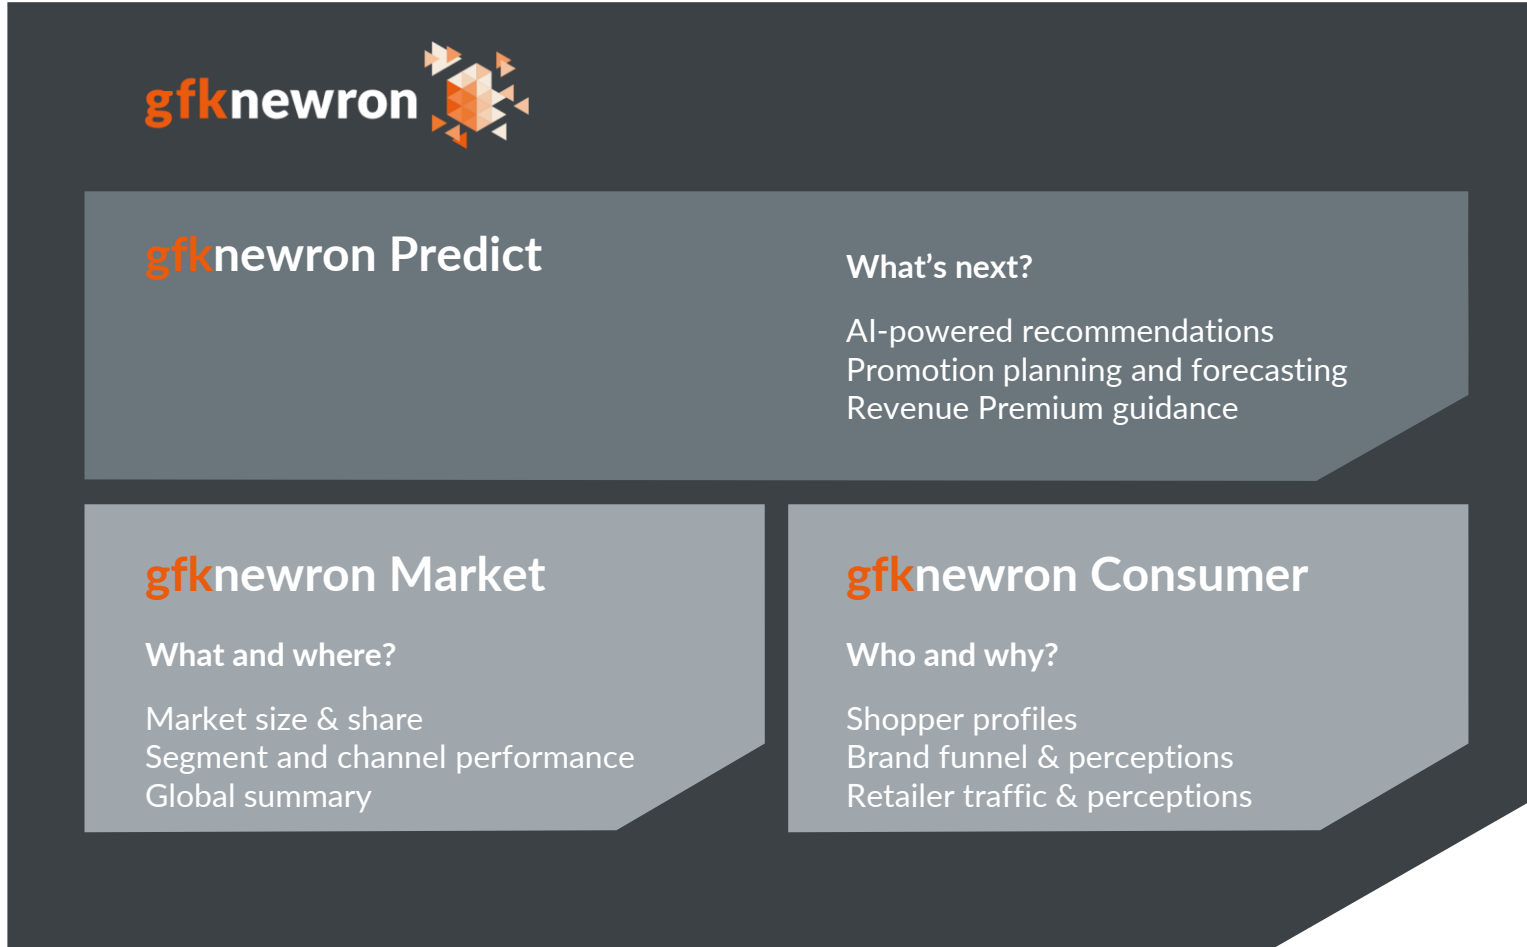 gfknewron
gfknewron Predict
What’s next?
AI-powered recommendations
Promotion planning and forecasting
Revenue Premium guidance
gfknewron Market
What and where?
Market size & share
Segment and channel performance
Global summary
gfknewron Consumer
Who and why?
Shopper profiles
Brand funnel & perceptions
Retailer traffic & perceptions